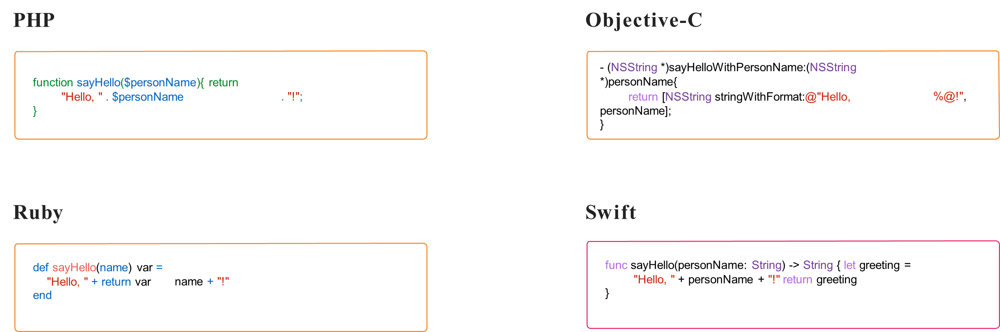 PHP
function sayHello($personName){ return
"Hello, " . $personName . "!";
}
Objective-C
- (NSString *)sayHelloWithPersonName:(NSString
*)personName{
return [NSString stringWithFormat:@"Hello, %@!",
personName];
}
Ruby
def sayHello(name) var =
"Hello, " + return var name + "!"
end
Swift
func sayHello(personName: String) -> String { let greeting =
"Hello, " + personName + "!" return greeting
}